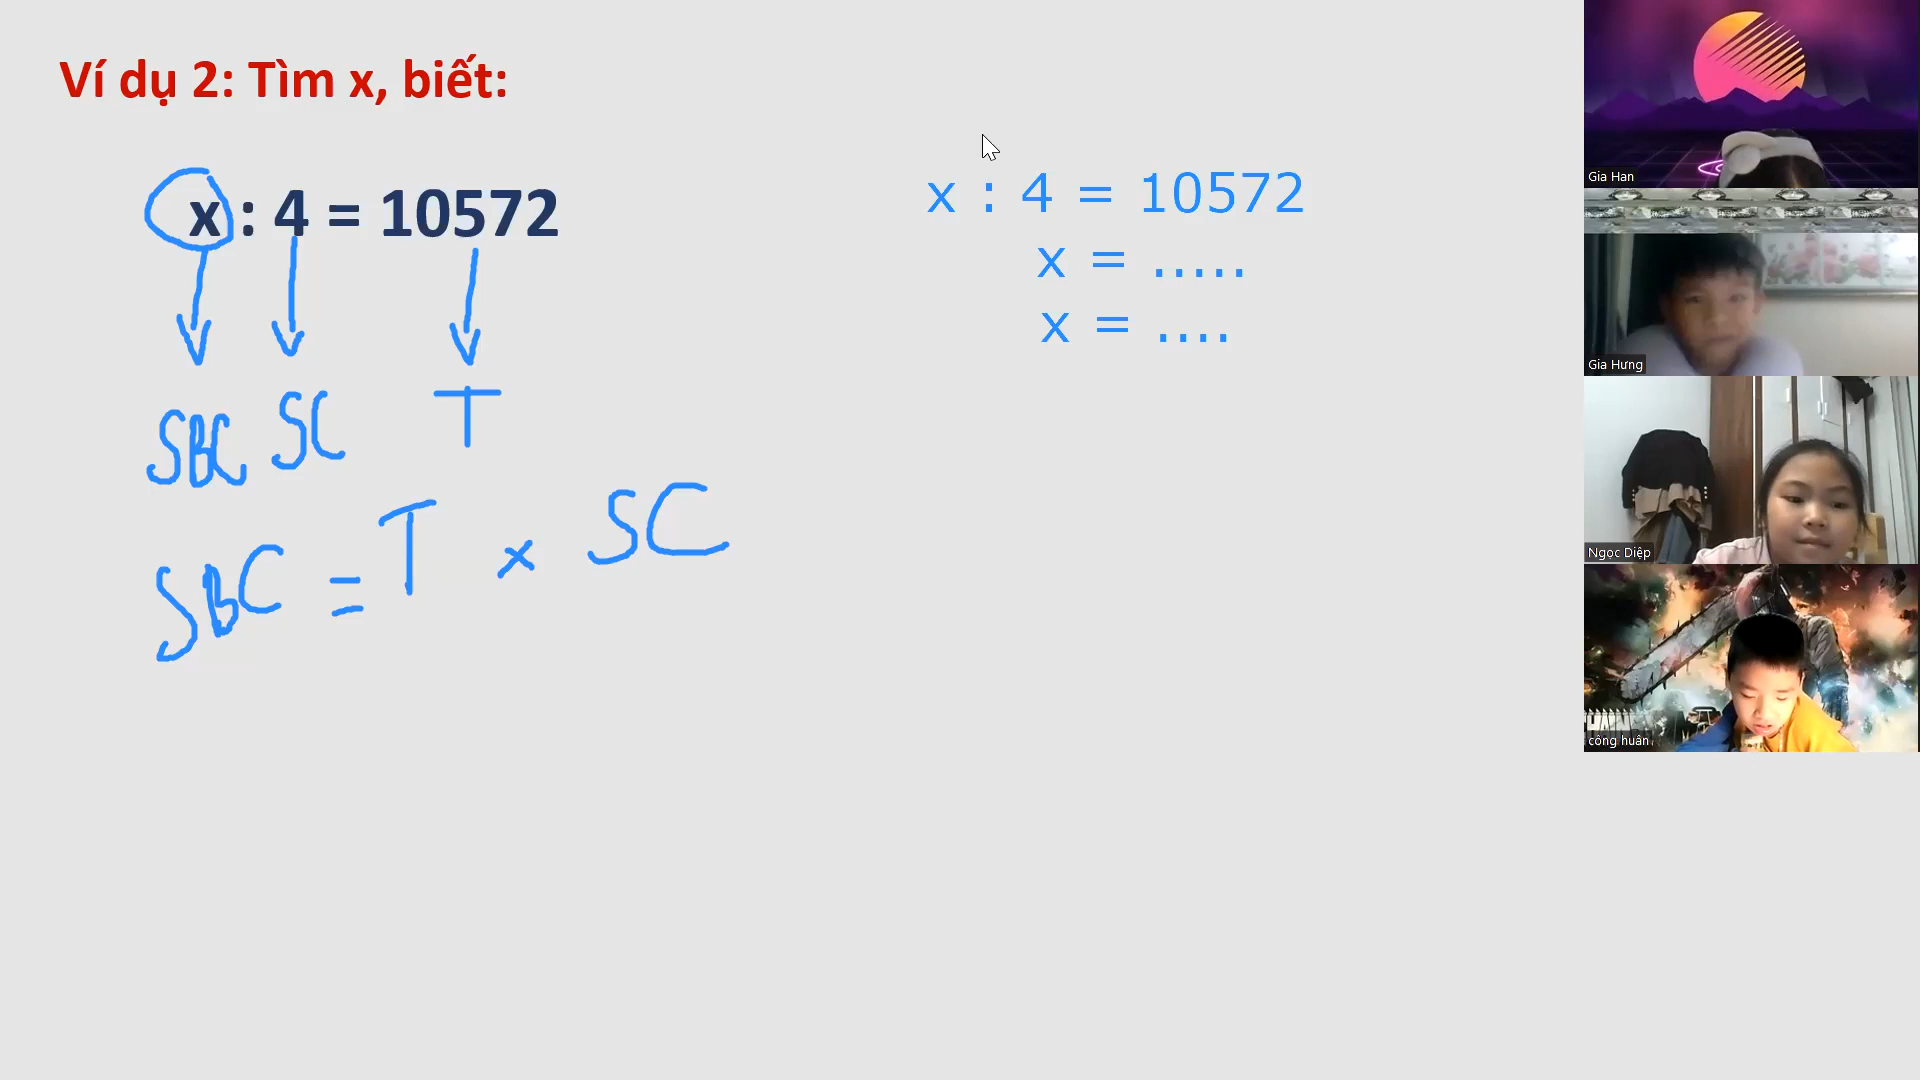 Ví dụ 2: Tìm x, biết:
x : 4 = 10572
SBC SC T
SBC = T x SC
x : 4 = 10572
x = .....
x = ....
Gia Han
Gia Hưng
Ngọc Diệp
công huân